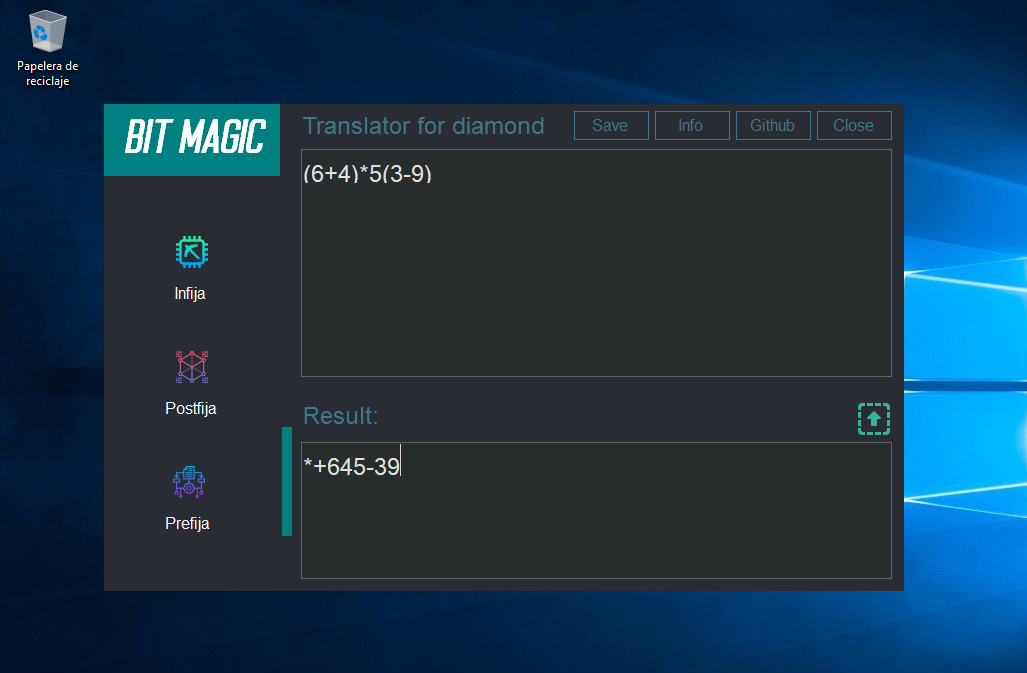 Papelera de
reciclaje
BIT MAGIC
Translator for diamond
Save
Info
Github
Close
(6+4)*5(3-9)
Infija
Postfija
Prefija
Result:
*+645-39